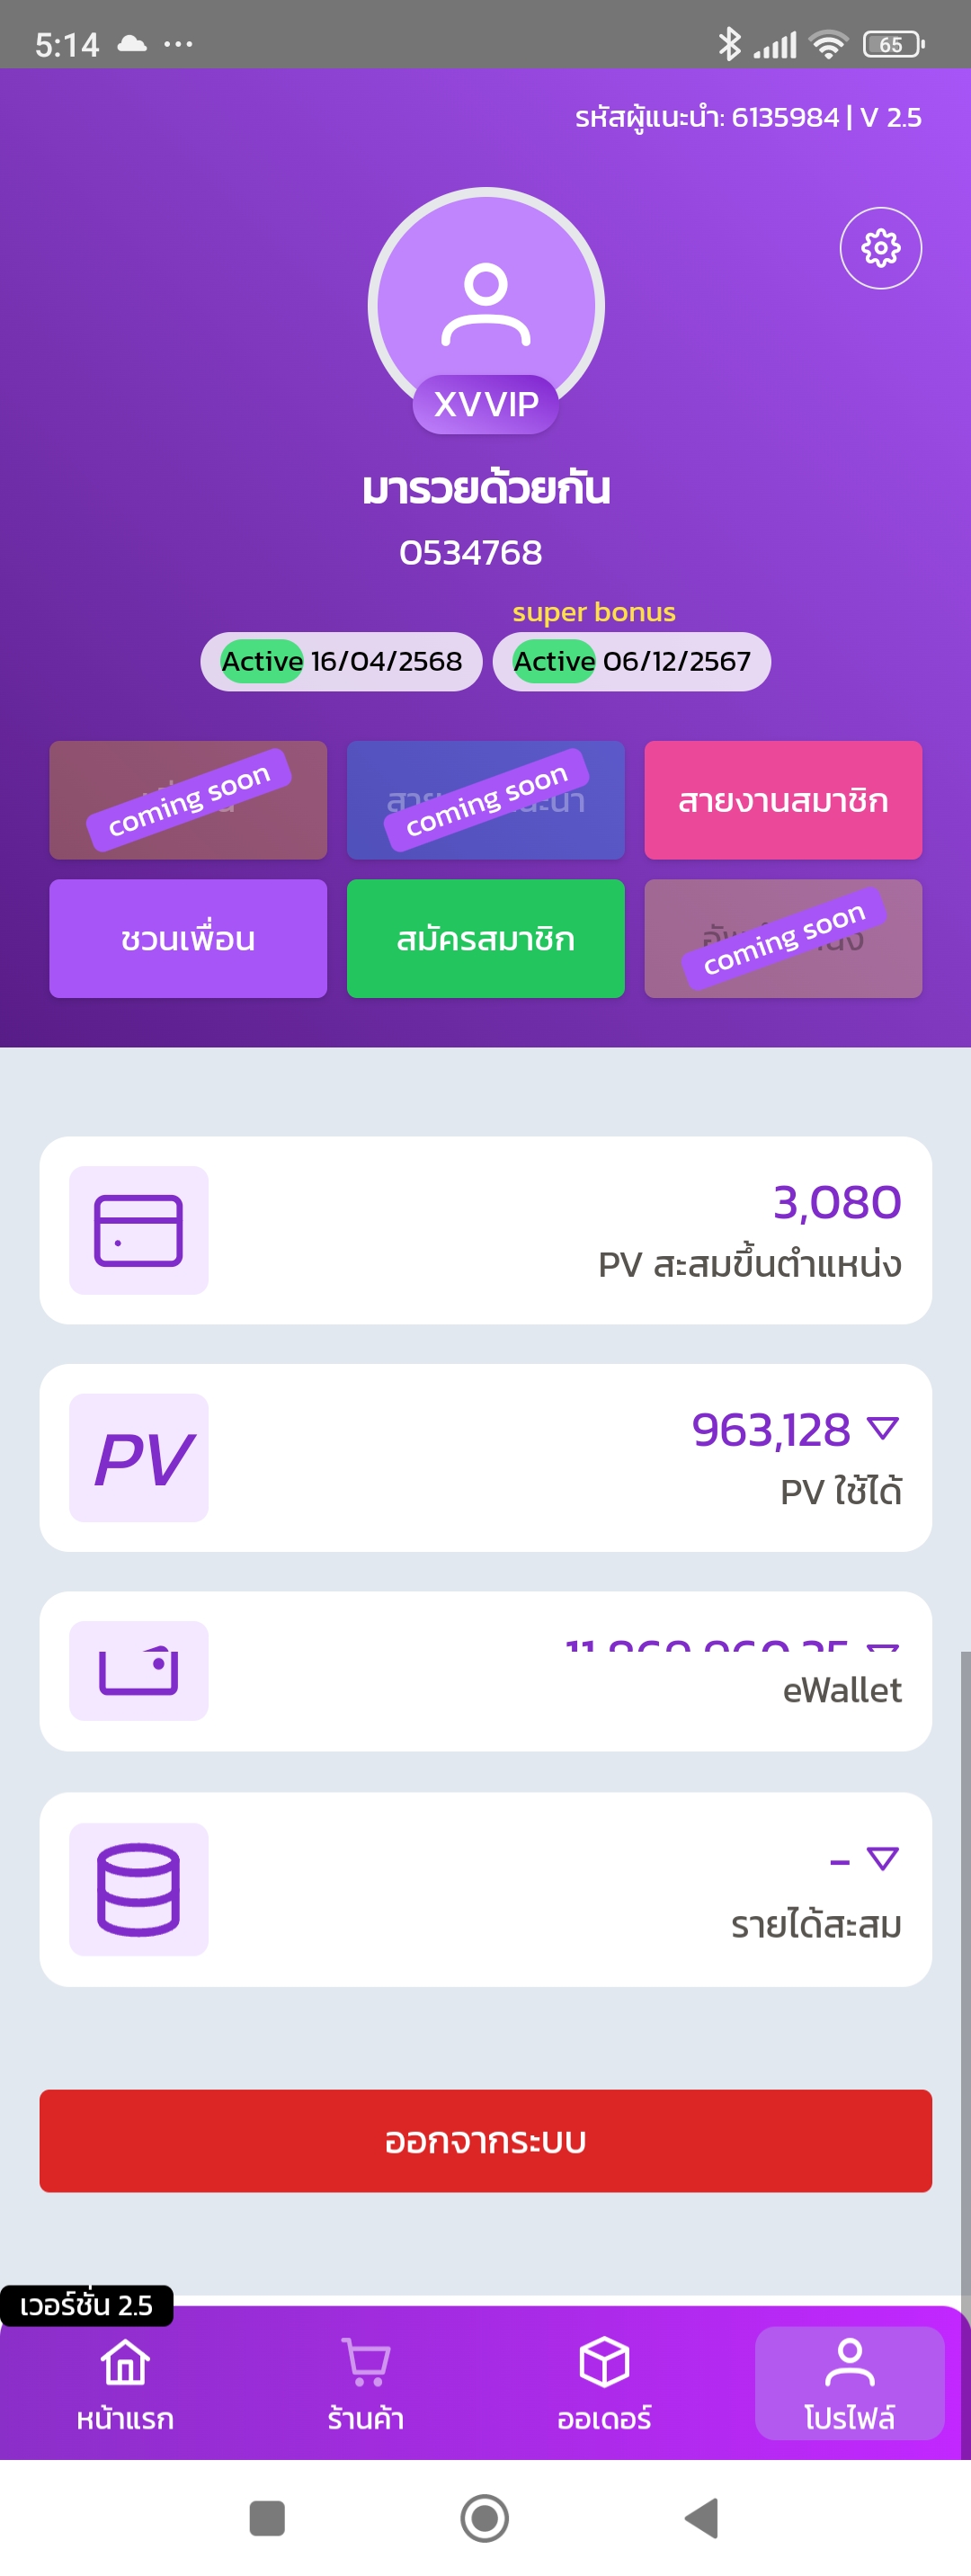 5:14
65
รหัสผู้แนะนำ: 6135984 | V 2.5
XVVIP
มารวยด้วยกัน
0534768
super bonus
Active 16/04/2568
Active 06/12/2567
coming soon
coming soon
สายงานสมาชิก
ชวนเพื่อน
สมัครสมาชิก
coming soon
3,080
PV สะสมขึ้นตำแหน่ง
PV
963,128
PV ใช้ได้
eWallet
-
รายได้สะสม
ออกจากระบบ
เวอร์ชั่น 2.5
หน้าแรก
ร้านค้า
ออเดอร์
โปรไฟล์